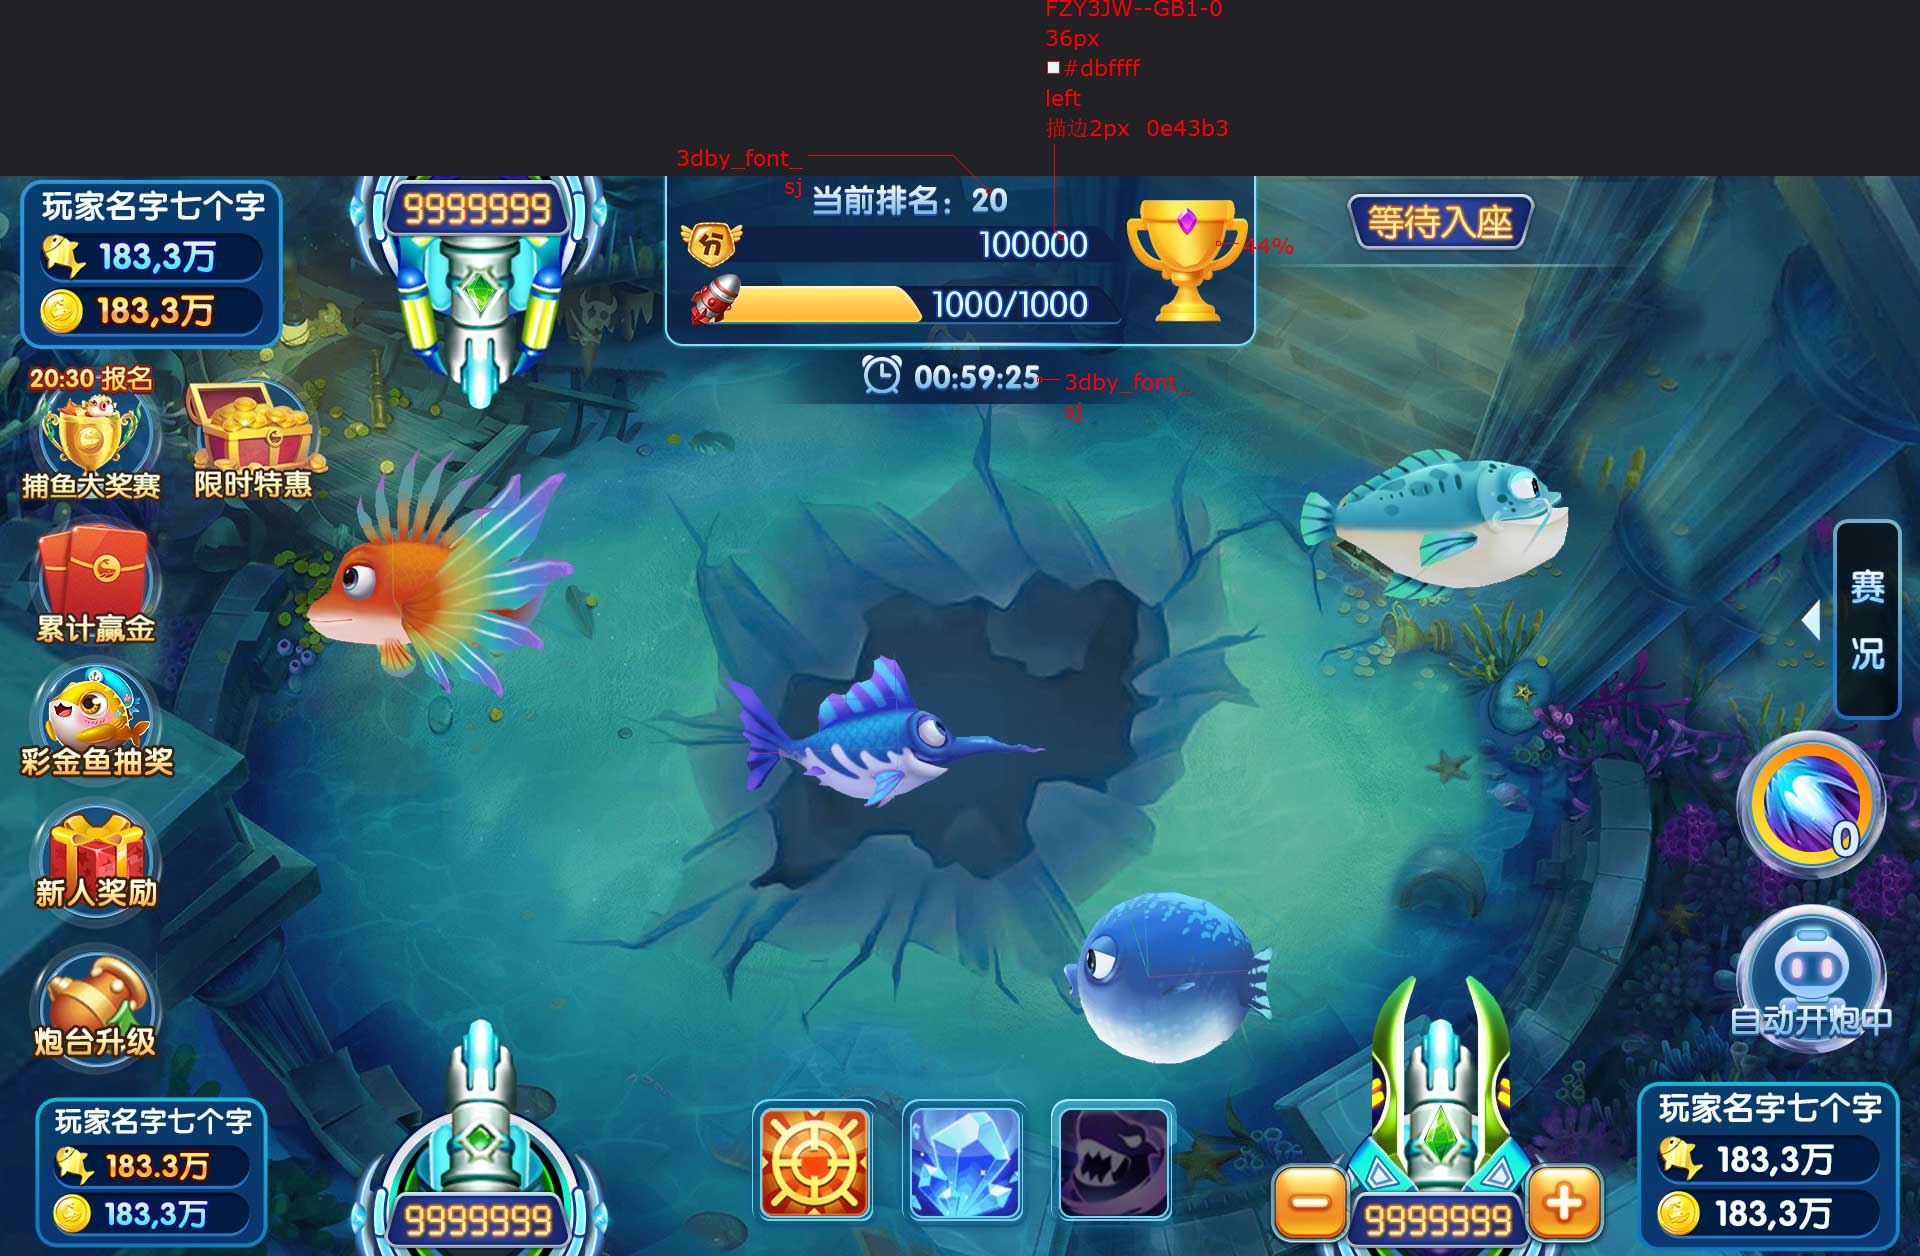 FZY3JW--GB1-0
36px
#dbffff
left
描边2px 0e43b3
3dby_font_
sj
玩家名字七个字
183,3万
183,3万
9999999
当前排名：20
分
100000
1000/1000
44%
等待入座
00:59:25
3dby_font_
sj
20:30 报名
捕鱼大奖赛
限时特惠
累计赢金
彩金鱼抽奖
新人奖励
炮台升级
赛
况
0
自动开炮中
玩家名字七个字
183.3万
183,3万
9999999
9999999
玩家名字七个字
183,3万
183,3万